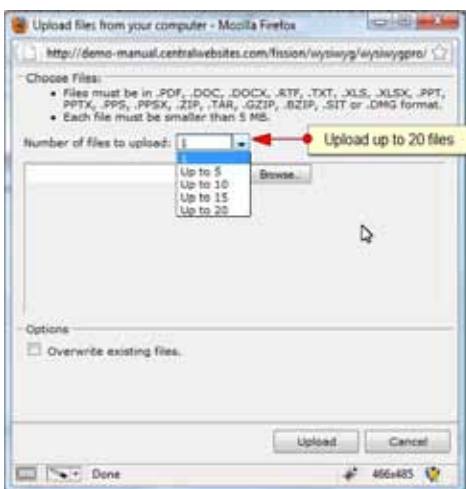 Upload files from your computer - Mozilla Firefox
http://demo-manual.centralwebsites.com/fission/wysiwyg/wysiwygpro/
Choose Files:
• Files must be in .PDF, .DOC, .DOCX, .RTF, .TXT, .XLS, .XLSX, .PPT,
PPTX, .PPS, .PPSX, .ZIP, .TAR, .GZIP, .BZIP, .SIT or .DMG format.
• Each file must be smaller than 5 MB.
Number of files to upload: 1
Upload up to 20 files
1
Up to 5
Browse...
Up to 10
Up to 15
Up to 20
Options
Overwrite existing files.
Upload Cancel
Done 466x485